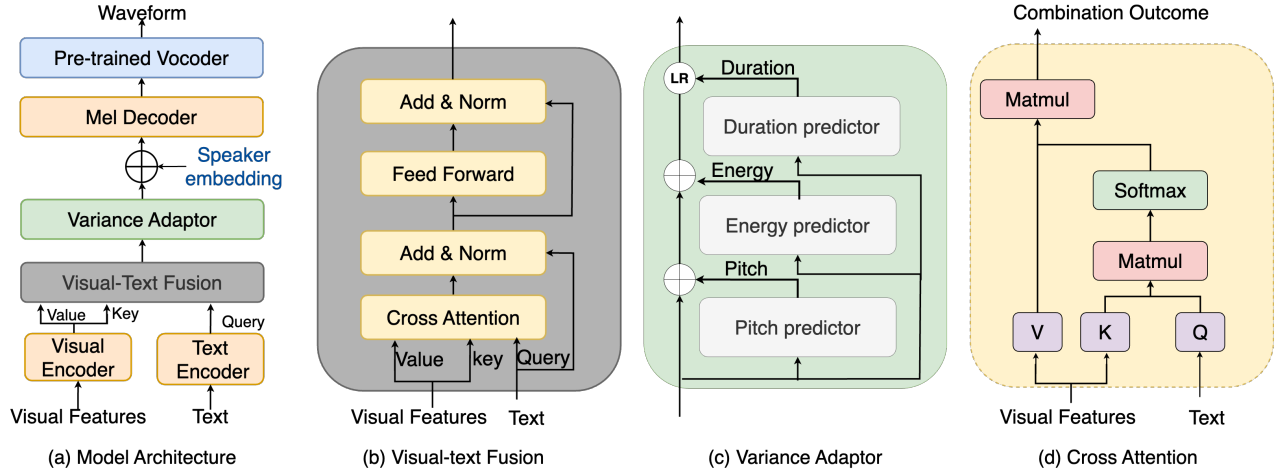 Waveform
Pre-trained Vocoder
Mel Decoder
Speaker
embedding
Variance Adaptor
Visual-Text Fusion
Value
Key
Query
Visual
Encoder
Text
Encoder
Visual Features
Text
(a) Model Architecture
Add & Norm
Feed Forward
Add & Norm
Cross Attention
Value
key
Query
Visual Features
Text
(b) Visual-text Fusion
LR
Duration
Duration predictor
Energy
Energy predictor
Pitch
Pitch predictor
(c) Variance Adaptor
Combination Outcome
Matmul
Softmax
Matmul
V
K
Q
Visual Features
Text
(d) Cross Attention